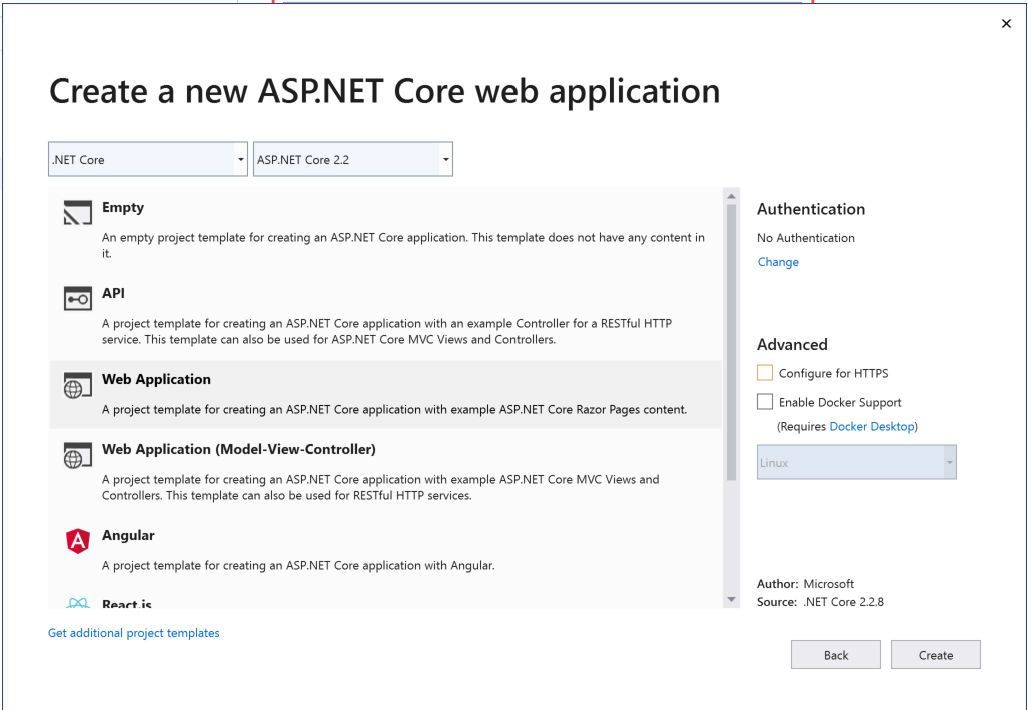 Create a new ASP.NET Core web application
.NET Core
ASP.NET Core 2.2
Empty
An empty project template for creating an ASP.NET Core application. This template does not have any content in
it.
API
A project template for creating an ASP.NET Core application with an example Controller for a RESTful HTTP
service. This template can also be used for ASP.NET Core MVC Views and Controllers.
Web Application
A project template for creating an ASP.NET Core application with example ASP.NET Core Razor Pages content.
Web Application (Model-View-Controller)
A project template for creating an ASP.NET Core application with example ASP.NET Core MVC Views and
Controllers. This template can also be used for RESTful HTTP services.
Angular
A project template for creating an ASP.NET Core application with Angular.
React.js
Get additional project templates
Authentication
No Authentication
Change
Advanced
Configure for HTTPS
Enable Docker Support
(Requires Docker Desktop)
Linux
Author: Microsoft
Source: .NET Core 2.2.8
Back
Create